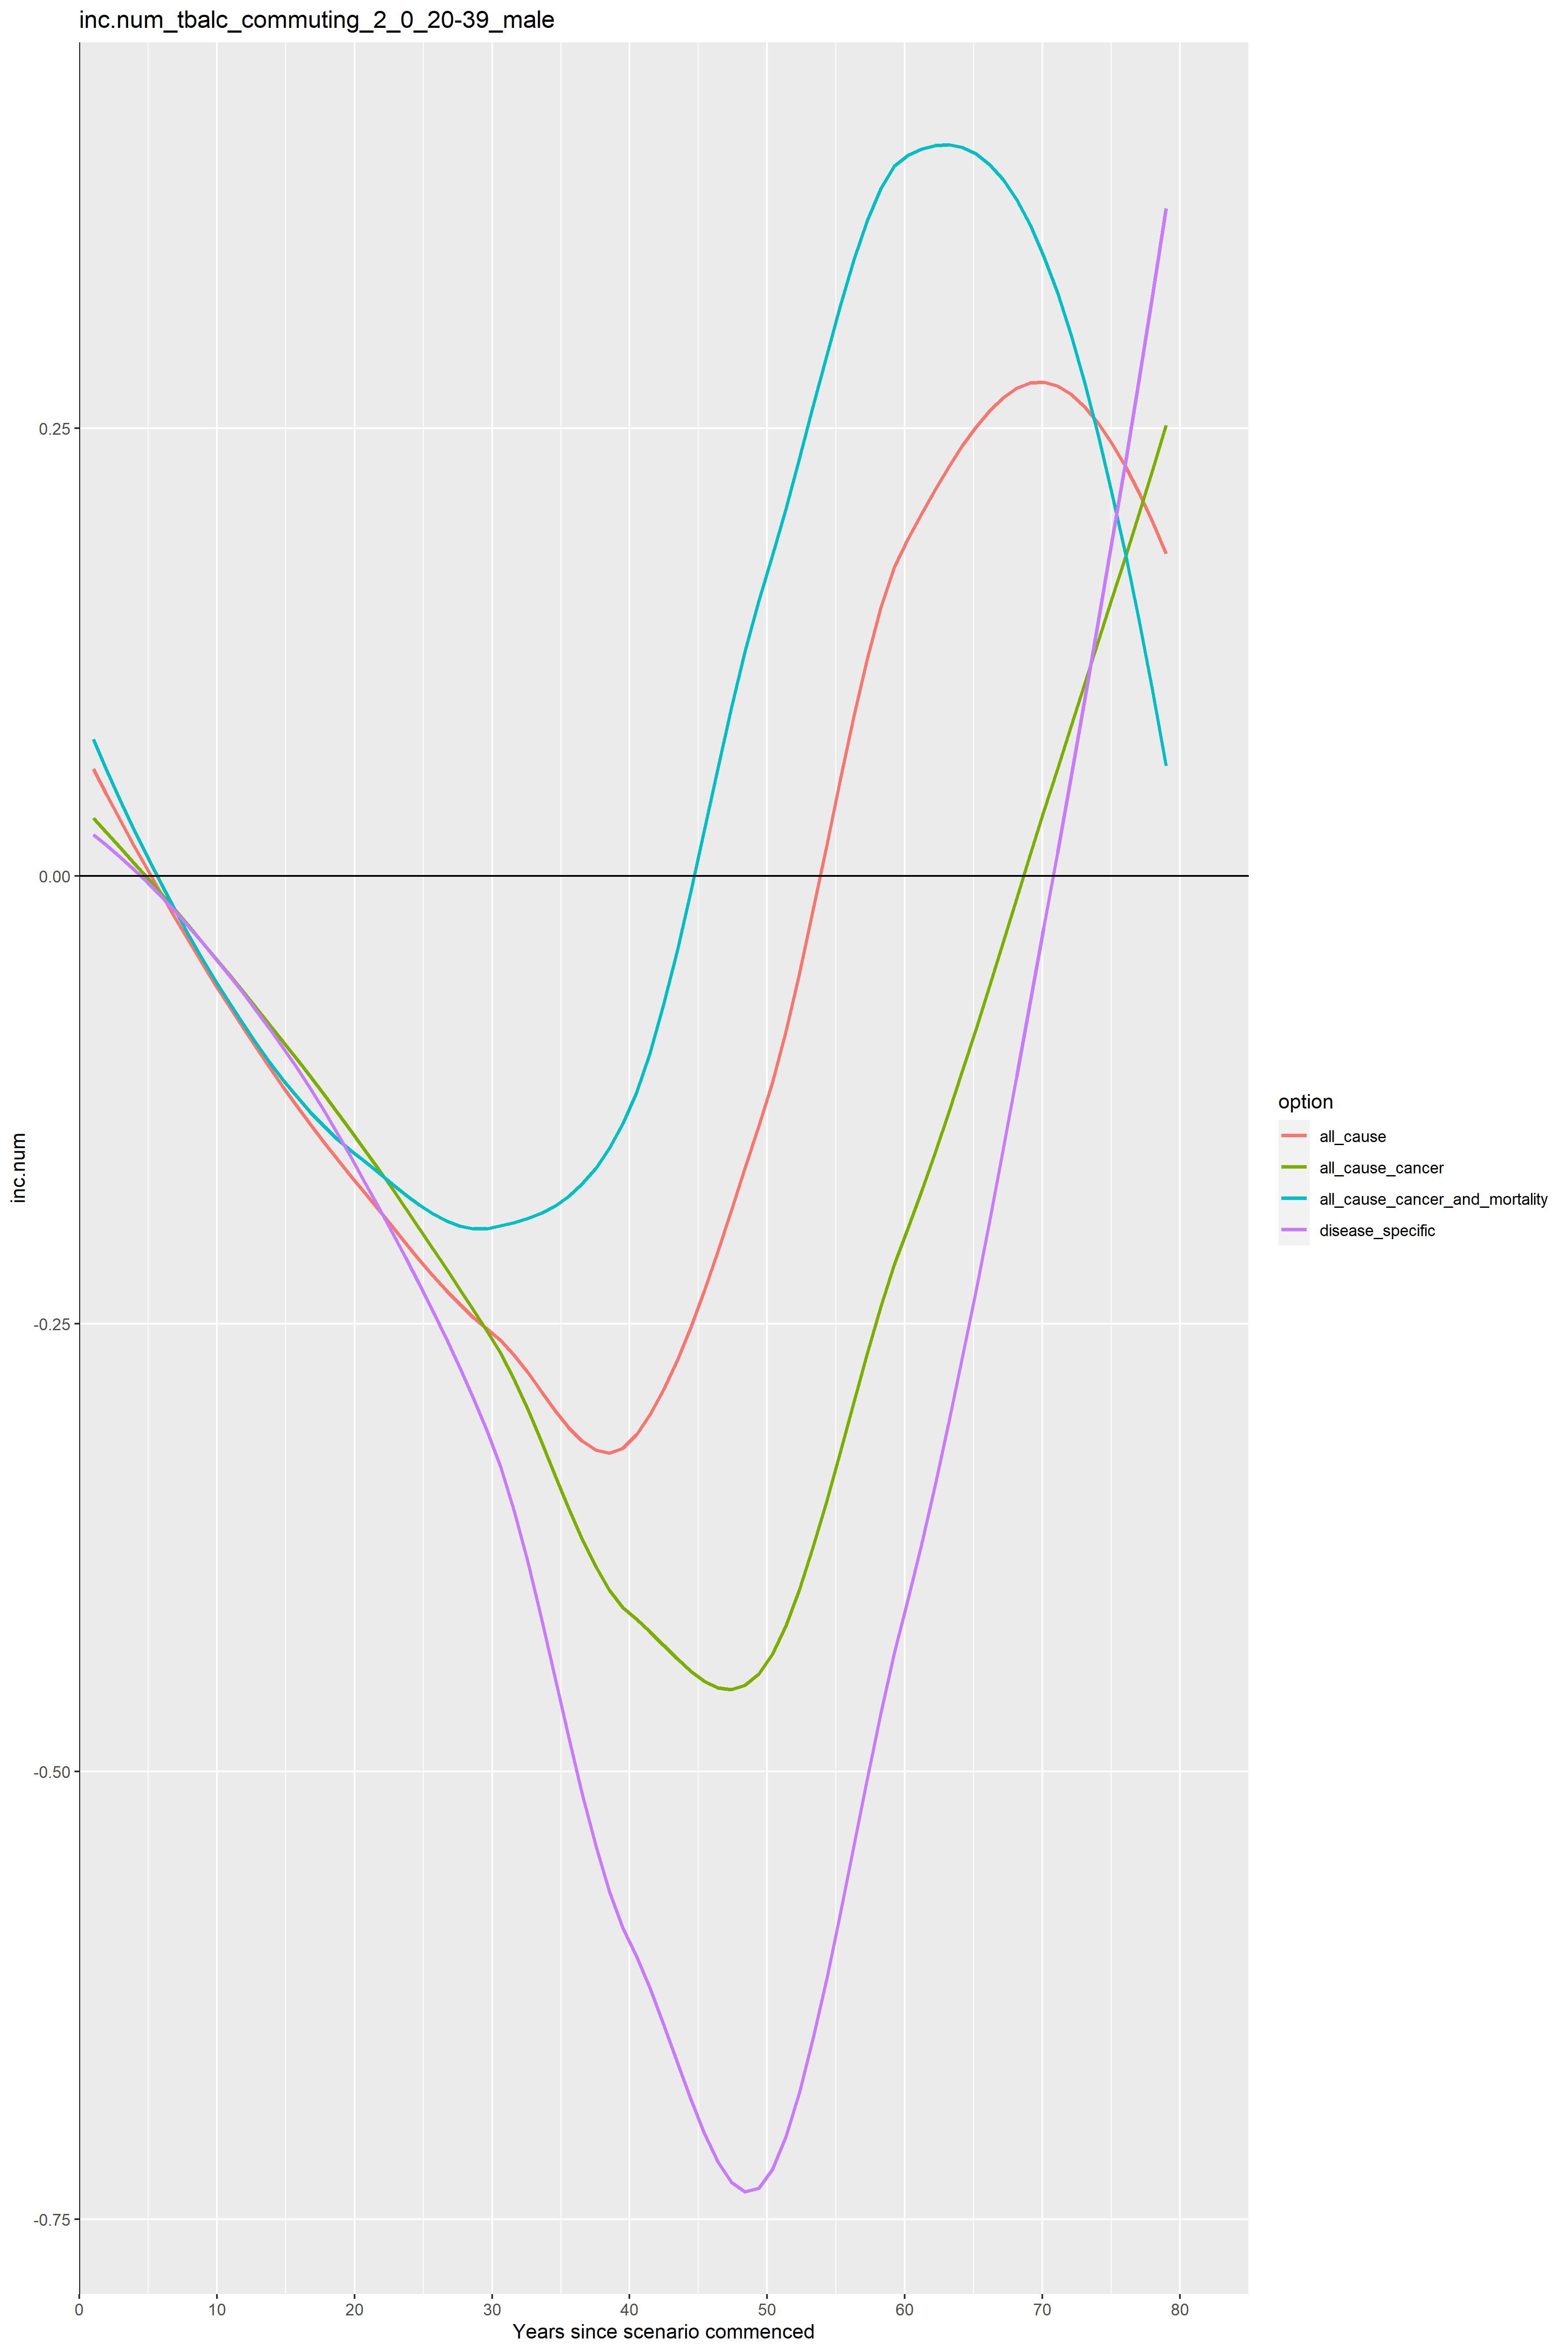 inc.num_tbalc_commuting_2_0_20-39_male
0.25
0.00
-0.25
-0.50
-0.75
inc.num
0 10 20 30 40 50 60 70 80
Years since scenario commenced
option
all_cause
all_cause_cancer
all_cause_cancer_and_mortality
disease_specific